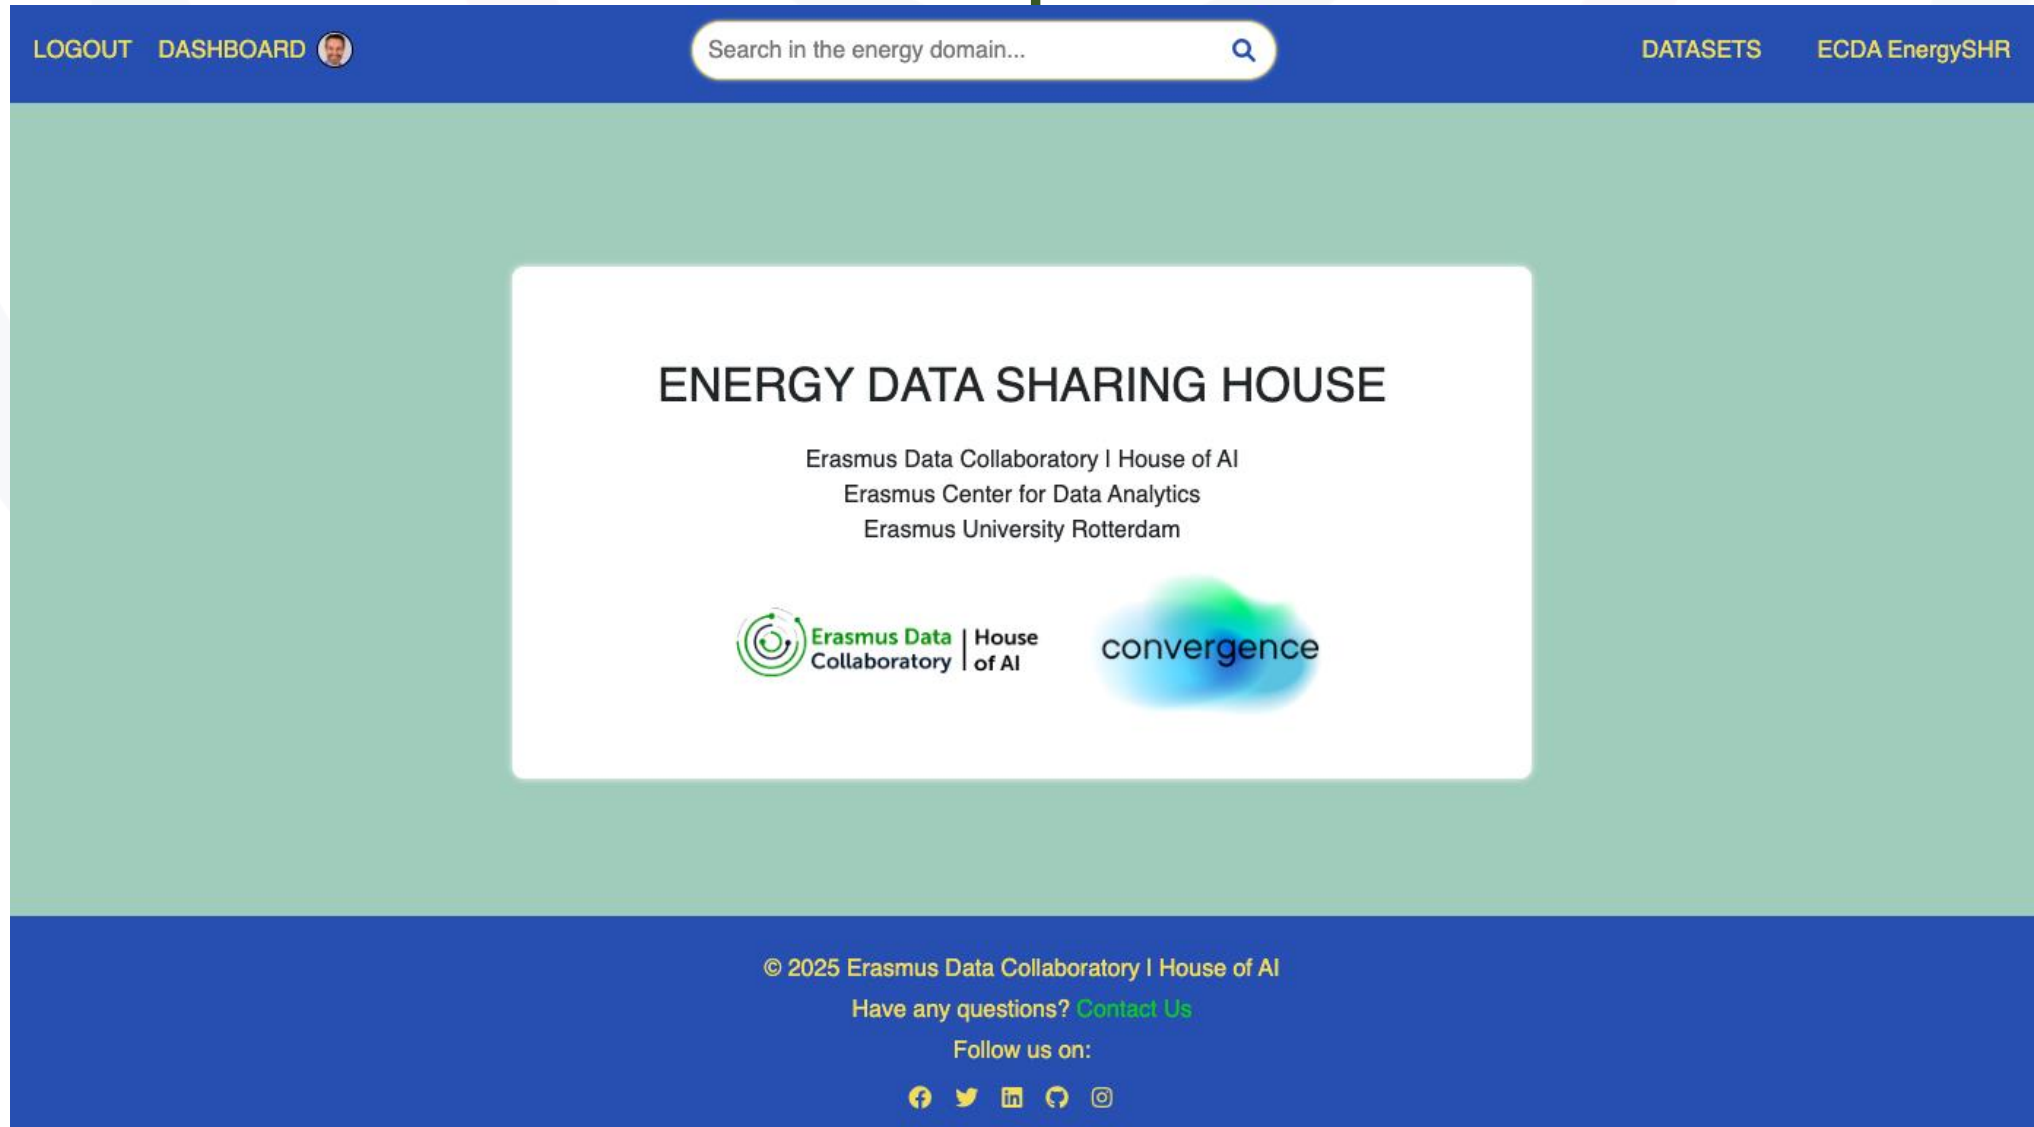 LOGOUT DASHBOARD
Search in the energy domain...
DATASETS ECDA EnergySHR
ENERGY DATA SHARING HOUSE
Erasmus Data Collaboratory | House of AI
Erasmus Center for Data Analytics
Erasmus University Rotterdam
Erasmus Data | House
Collaboratory | of AI
convergence
© 2025 Erasmus Data Collaboratory | House of AI
Have any questions? Contact Us
Follow us on: